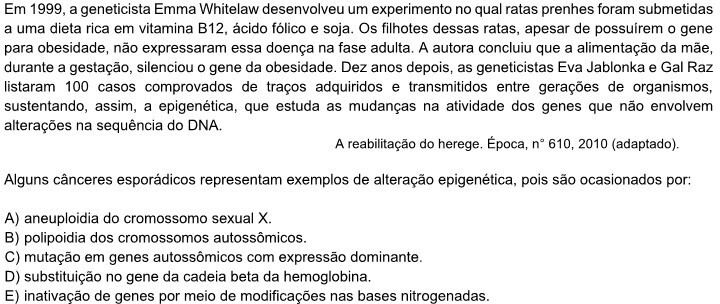 Em 1999, a geneticista Emma Whitelaw desenvolveu um experimento no qual ratas prenhes foram submetidas
a uma dieta rica em vitamina B12, ácido fólico e soja. Os filhotes dessas ratas, apesar de possuírem o gene
para obesidade, não expressaram essa doença na fase adulta. A autora concluiu que a alimentação da mãe,
durante a gestação, silenciou o gene da obesidade. Dez anos depois, as geneticistas Eva Jablonka e Gal Raz
listaram 100 casos comprovados de traços adquiridos e transmitidos entre gerações de organismos,
sustentando, assim, a epigenética, que estuda as mudanças na atividade dos genes que não envolvem
alterações na sequência do DNA.
A reabilitação do herege. Época, n° 610, 2010 (adaptado).
Alguns cânceres esporádicos representam exemplos de alteração epigenética, pois são ocasionados por:
A) aneuploidia do cromossomo sexual X.
B) polipoidia dos cromossomos autossômicos.
C) mutação em genes autossômicos com expressão dominante.
D) substituição no gene da cadeia beta da hemoglobina.
E) inativação de genes por meio de modificações nas bases nitrogenadas.